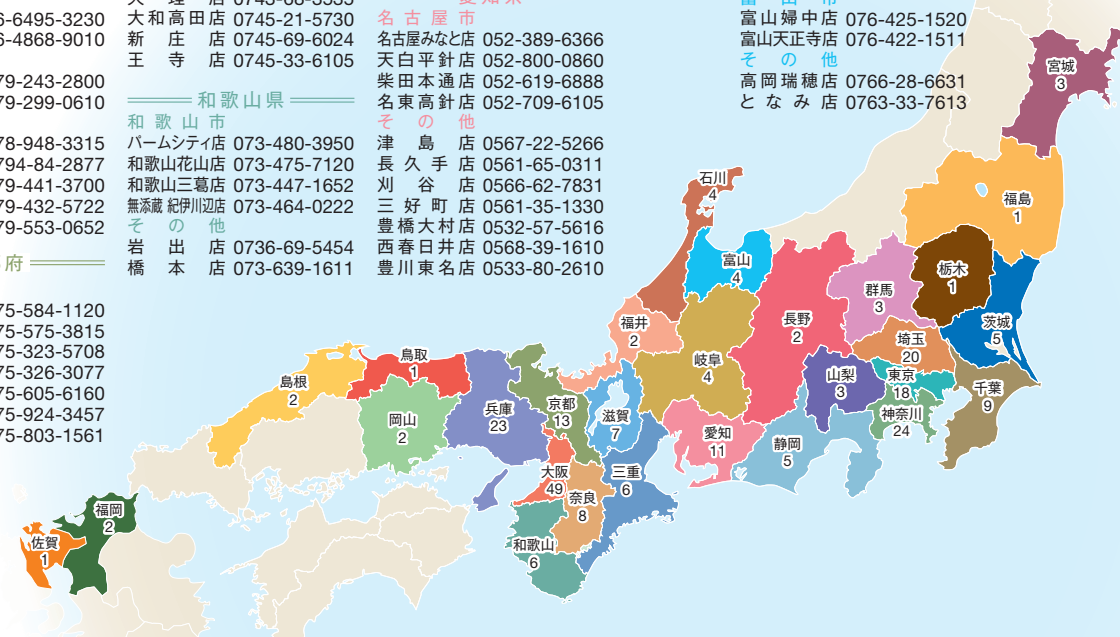 6-6495-3230
6-4868-9010
79-243-2800
79-299-0610
78-948-3315
794-84-2877
79-441-3700
79-432-5722
79-553-0652
府
75-584-1120
75-575-3815
75-323-5708
75-326-3077
75-605-6160
75-924-3457
75-803-1561
大和高田店 0745-21-5730
新庄店 0745-69-6024
王寺店 0745-33-6105
和歌山県
和歌山市
パームシティ店 073-480-3950
和歌山花山店 073-475-7120
和歌山三葛店 073-447-1652
無添蔵 紀伊川辺店 073-464-0222
その他
岩出店 0736-69-5454
橋本店 073-639-1611
名古屋市
名古屋みなと店 052-389-6366
天白平針店 052-800-0860
柴田本通店 052-619-6888
名東高針店 052-709-6105
その他
津島店 0567-22-5266
長久手店 0561-65-0311
刈谷店 0566-62-7831
三好町店 0561-35-1330
豊橋大村店 0532-57-5616
西春日井店 0568-39-1610
豊川東名店 0533-80-2610
富山婦中店 076-425-1520
富山天正寺店 076-422-1511
その他
高岡瑞穂店 0766-28-6631
となみ店 0763-33-7613
宮城
3
福島
1
石川
4
富山
4
栃木
1
群馬
3
茨城
5
福井
2
長野
2
埼玉
20
岐阜
4
山梨
3
東京
18
千葉
9
神奈川
24
鳥取
1
島根
2
岡山
2
兵庫
23
京都
13
滋賀
7
愛知
11
静岡
5
大阪
49
奈良
8
三重
6
和歌山
6
福岡
2
佐賀
1